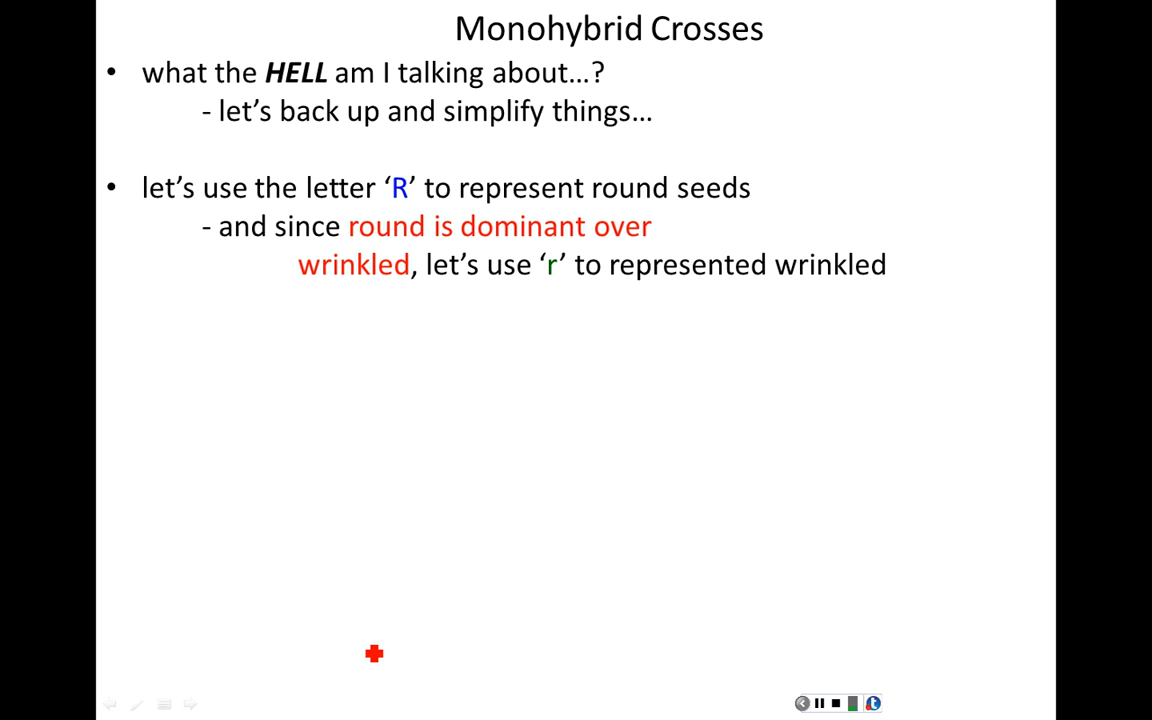 Monohybrid Crosses
• what the HELL am I talking about...?
- let's back up and simplify things...
• let's use the letter 'R' to represent round seeds
- and since round is dominant over
wrinkled, let's use 'r' to represented wrinkled